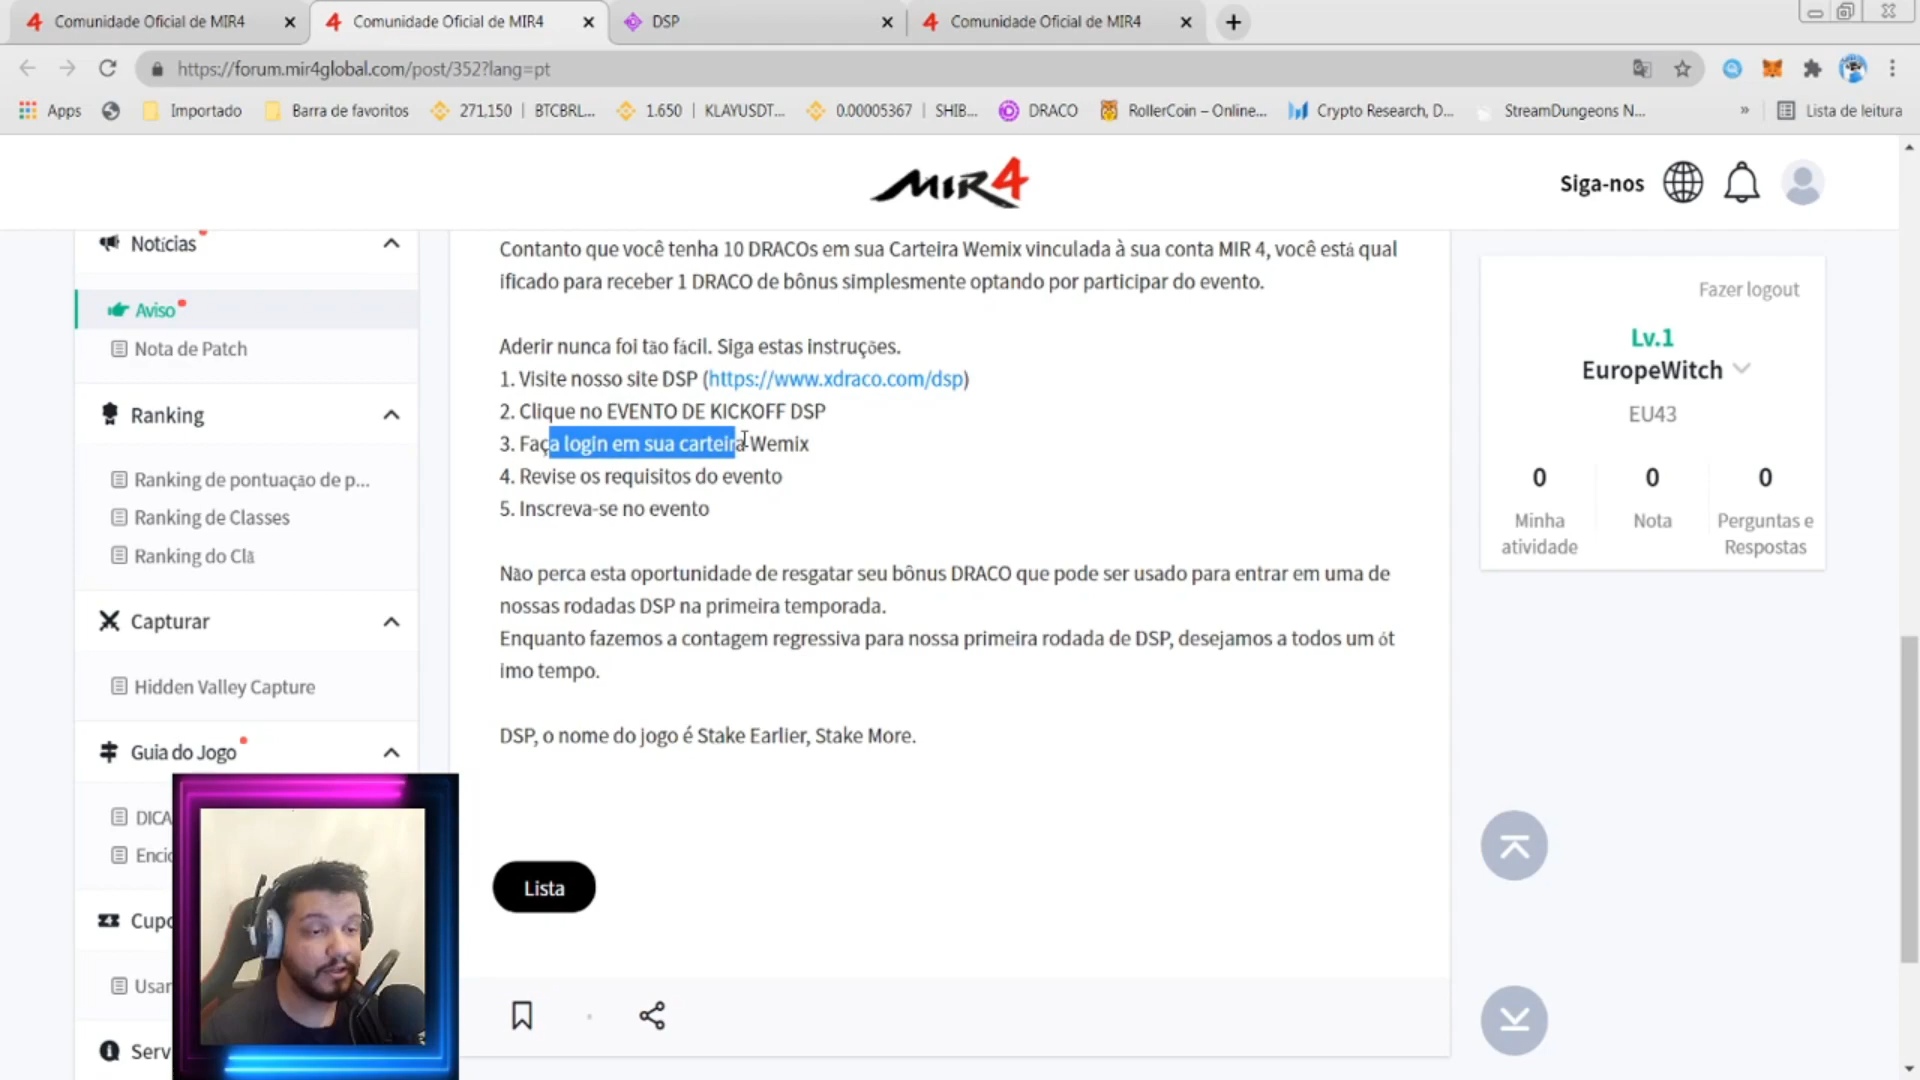 Comunidade Oficial de MIR4
Comunidade Oficial de MIR4
DSP
Comunidade Oficial de MIR4
https://forum.mir4global.com/post/352?lang=pt
Apps
Importado
Barra de favoritos
271,150 | BTCBRL...
1.650 | KLAYUSDT...
0.00005367 | SHIB...
DRACO
RollerCoin – Online...
Crypto Research, D...
StreamDungeons N...
»
Lista de leitura
MIR4
Siga-nos
Notícias
Aviso
Nota de Patch
Ranking
Ranking de pontuação de p...
Ranking de Classes
Ranking do Clã
Capturar
Hidden Valley Capture
Guia do Jogo
DICA
Encic
Cupo
Usar
Serv
Contanto que você tenha 10 DRACOs em sua Carteira Wemix vinculada à sua conta MIR 4, você está qual
ificado para receber 1 DRACO de bônus simplesmente optando por participar do evento.
Aderir nunca foi tão fácil. Siga estas instruções.
1. Visite nosso site DSP (https://www.xdraco.com/dsp)
2. Clique no EVENTO DE KICKOFF DSP
3. Faça login em sua carteira Wemix
4. Revise os requisitos do evento
5. Inscreva-se no evento
Não perca esta oportunidade de resgatar seu bônus DRACO que pode ser usado para entrar em uma de
nossas rodadas DSP na primeira temporada.
Enquanto fazemos a contagem regressiva para nossa primeira rodada de DSP, desejamos a todos um ót
imo tempo.
DSP, o nome do jogo é Stake Earlier, Stake More.
Lista
Fazer logout
Lv.1
EuropeWitch
EU43
0 0 0
Minha atividade
Nota
Perguntas e Respostas